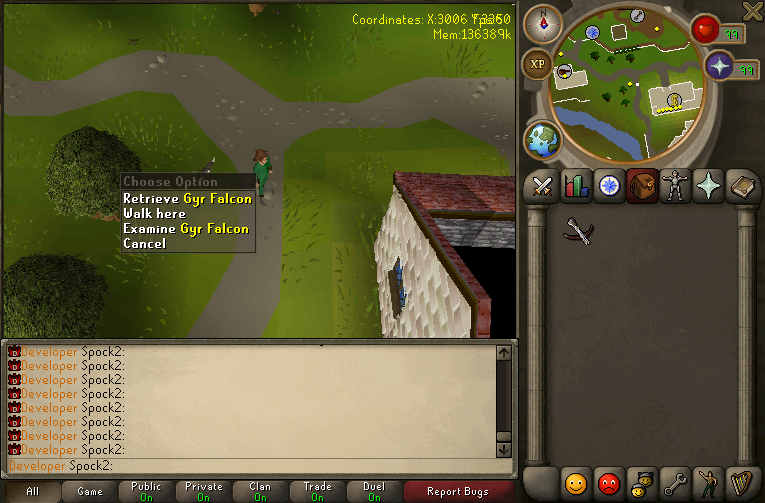 Coordinates: X:3006 Y:3350
Mem:136389k
99
XP
99
Choose Option
Retrieve Gyr Falcon
Walk here
Examine Gyr Falcon
Cancel
Developer Spock2:
Developer Spock2:
Developer Spock2:
Developer Spock2:
Developer Spock2:
Developer Spock2:
Developer Spock2:
Developer Spock2:
Developer Spock2:
All
Game
Public
On
Private
On
Clan
On
Trade
On
Duel
On
Report Bugs